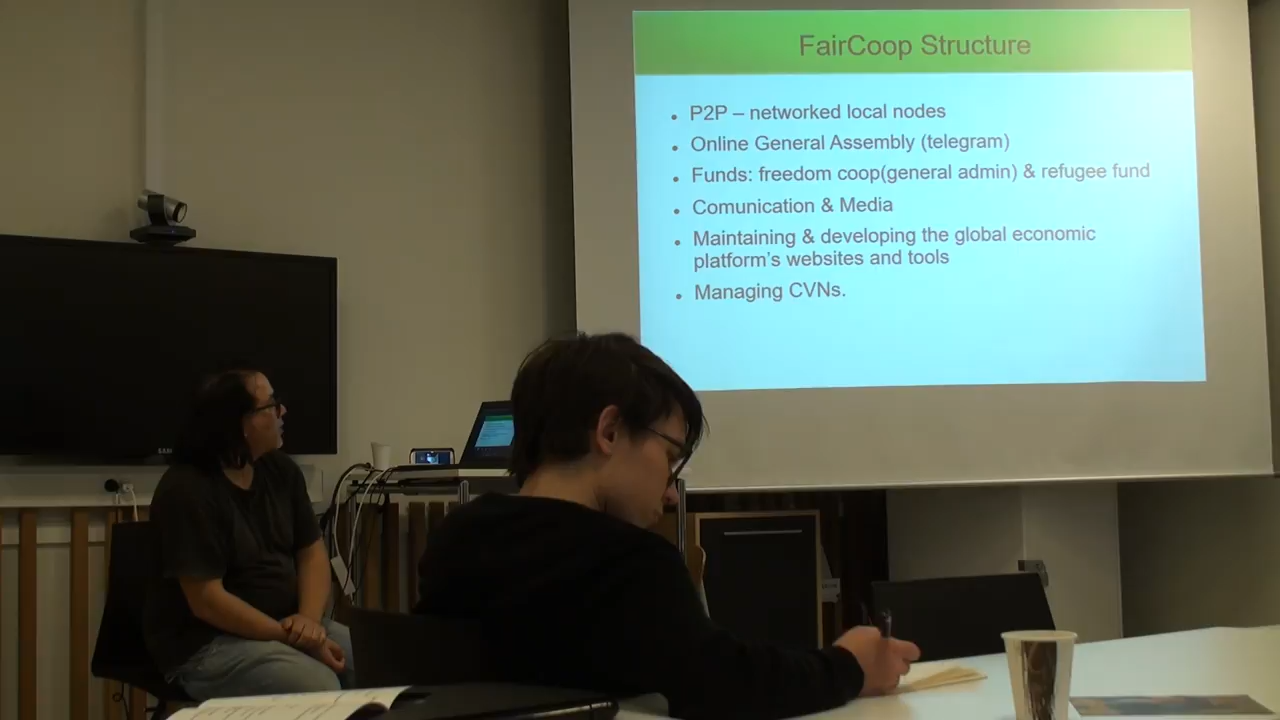 FairCoop Structure
P2P – networked local nodes
Online General Assembly (telegram)
Funds: freedom coop(general admin) & refugee fund
Comunication & Media
Maintaining & developing the global economic
platform's websites and tools
Managing CVNs.